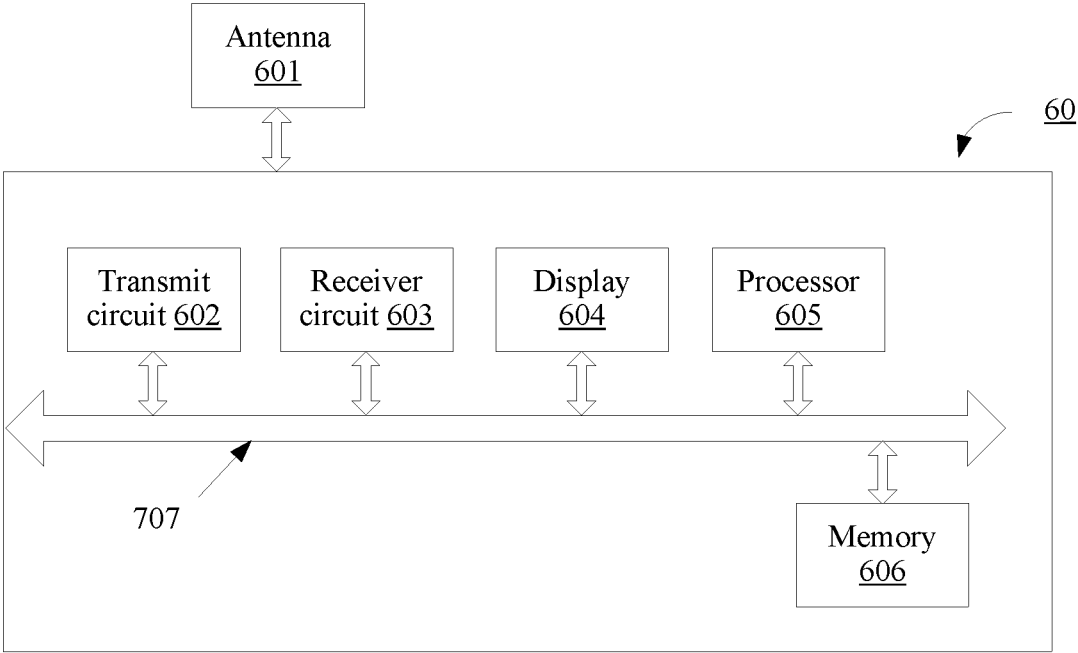 Antenna
601
60
Transmit
circuit 602
Receiver
circuit 603
Display
604
Processor
605
707
Memory
606